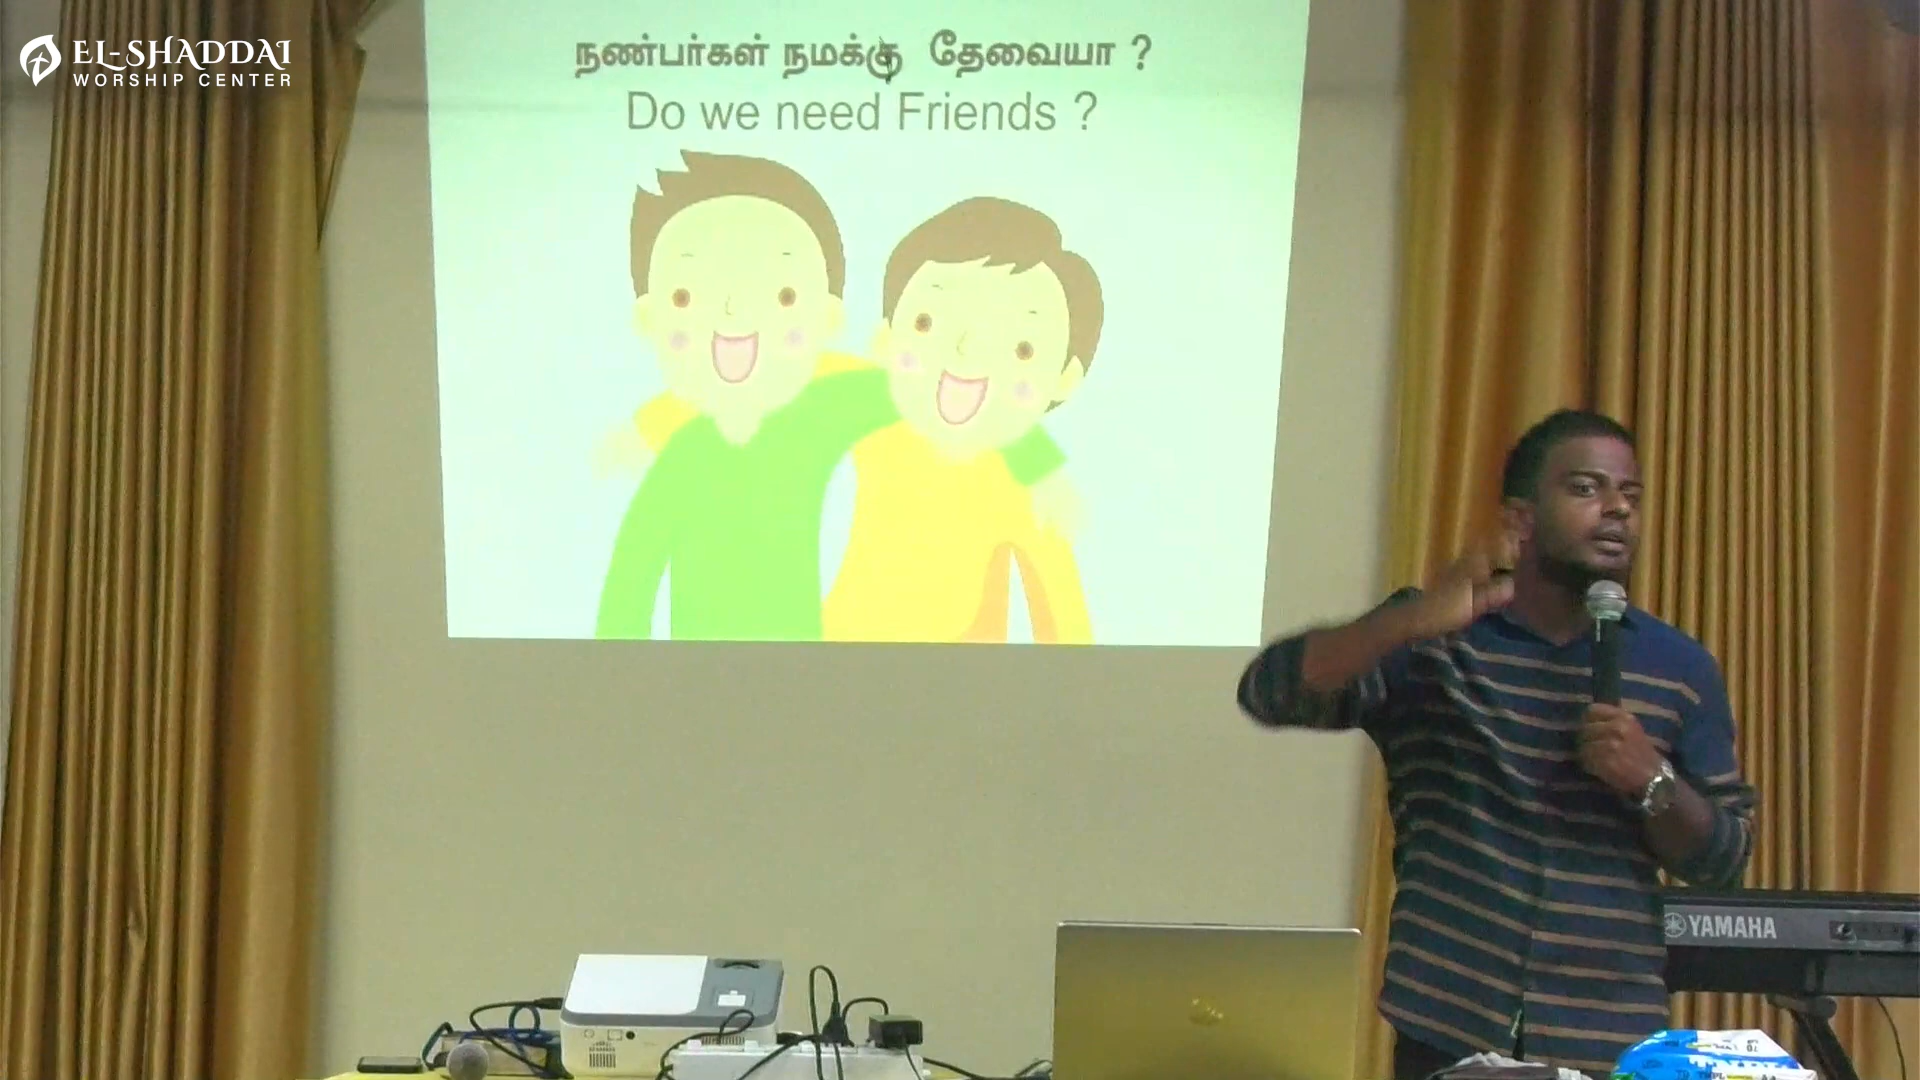 EL-SHADDAI
WORSHIP CENTER
நண்பர்கள் நமக்கு தேவையா ?
Do we need Friends ?
YAMAHA